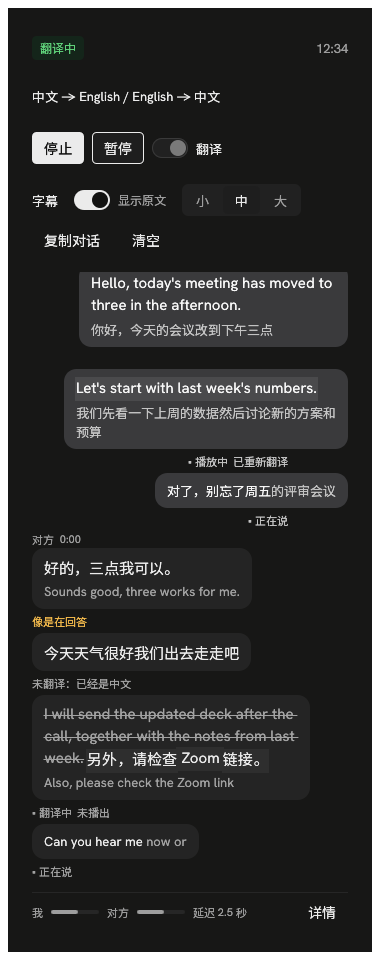 翻译中 12:34
中文 → English / English → 中文
停止 暂停 翻译
字幕 显示原文 小 中 大
复制对话 清空
Hello, today's meeting has moved to
three in the afternoon.
你好，今天的会议改到下午三点
Let's start with last week's numbers.
我们先看一下上周的数据然后讨论新的方案和
预算
▪ 播放中 已重新翻译
对了，别忘了周五的评审会议
▪ 正在说
对方 0:00
好的，三点我可以。
Sounds good, three works for me.
像是在回答
今天天气很好我们出去走走吧
未翻译：已经是中文
I will send the updated deck after the
call, together with the notes from last
week. 另外，请检查 Zoom 链接。
Also, please check the Zoom link
▪ 翻译中 未播出
Can you hear me now or
▪ 正在说
我 对方 延迟 2.5 秒 详情